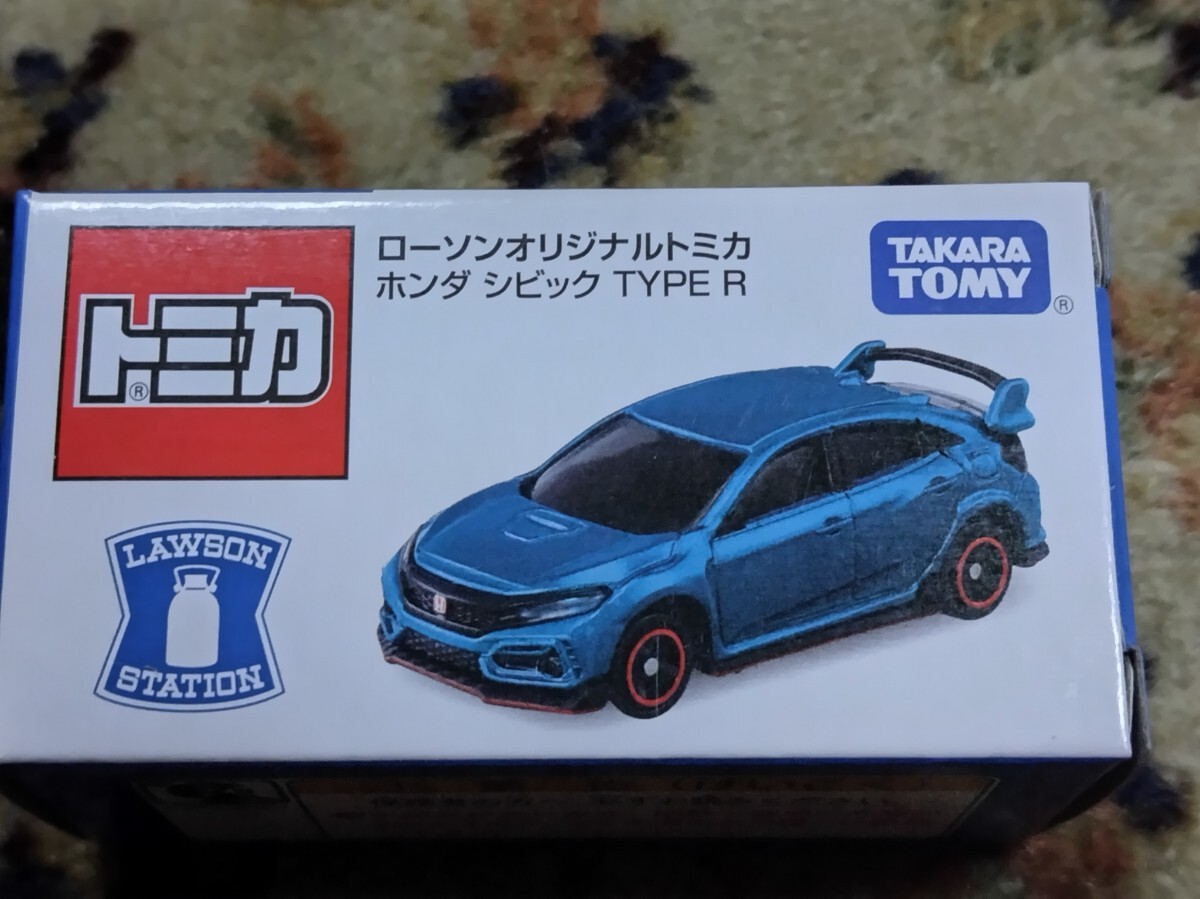 ローソンオリジナルトミカ
ホンダ シビック TYPE R
トミカ
®
TAKARA
TOMY
®
LAWSON
STATION